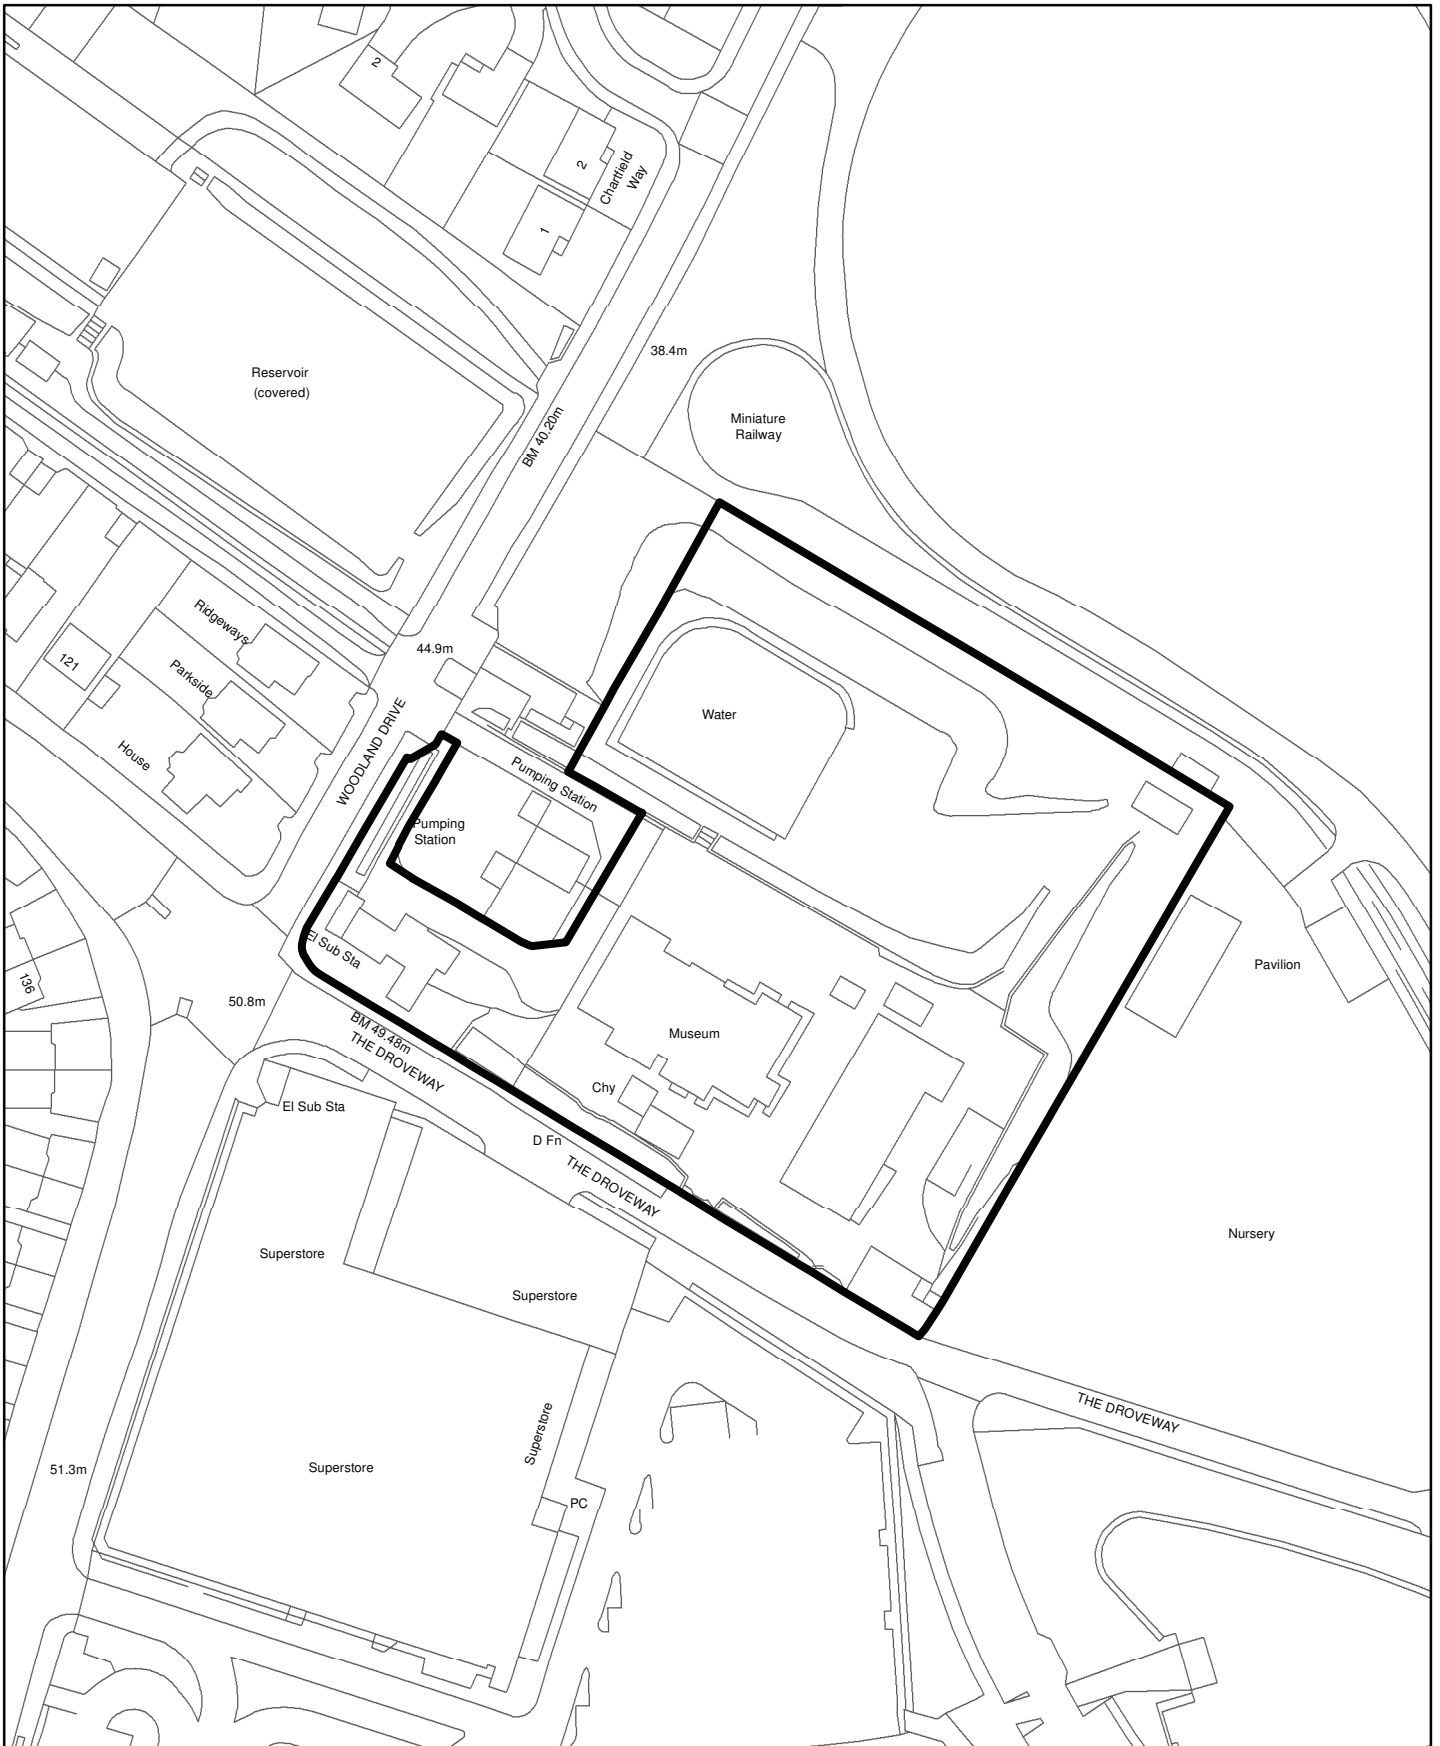 2
2
Chartfield
Way
1
38.4m
Reservoir
(covered)
Miniature
Railway
BM 40.20m
Ridgeways
44.9m
121
Parkside
WOODLAND DRIVE
Water
House
Pumping Station
Pumping
Station
El Sub Sta
Pavilion
136
50.8m
BM 49.48m
THE DROVEWAY
Museum
Chy
El Sub Sta
D Fn
THE DROVEWAY
Nursery
Superstore
Superstore
THE DROVEWAY
Superstore
Superstore
51.3m
PC